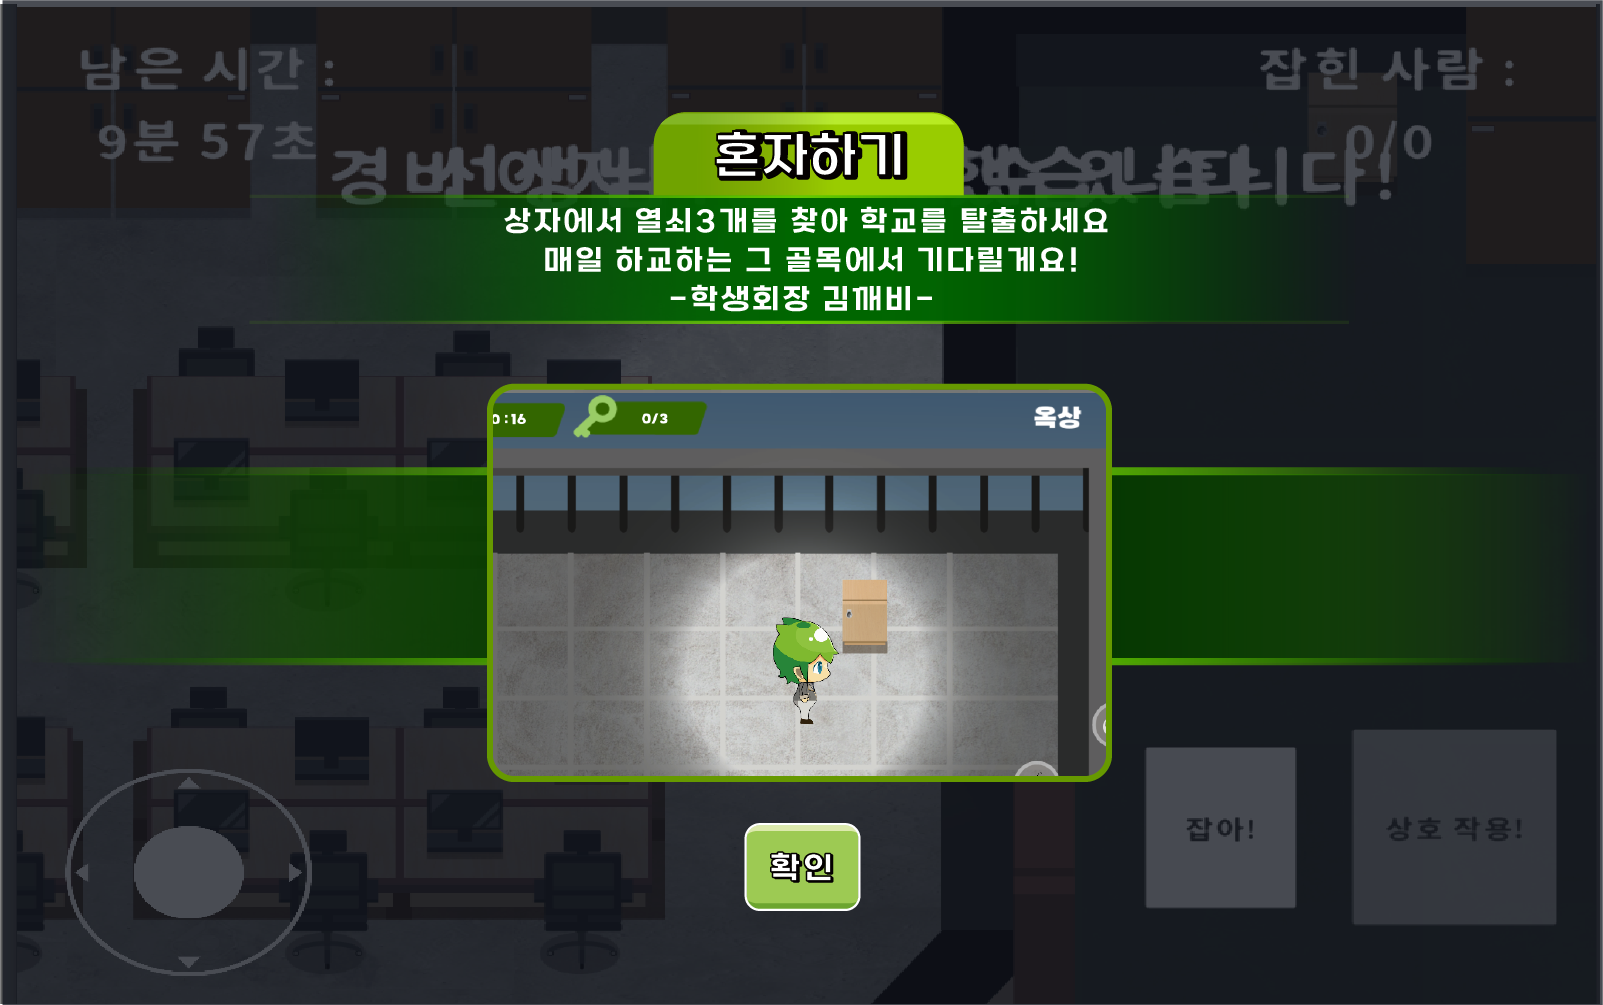 남은 시간 :
9분 57초
잡힌 사람 :
0/0
혼자하기
상자에서 열쇠3개를 찾아 학교를 탈출하세요
매일 하교하는 그 골목에서 기다릴게요!
-학생회장 김깨비-
0:16
0/3
옥상
확인
잡아!
상호 작용!